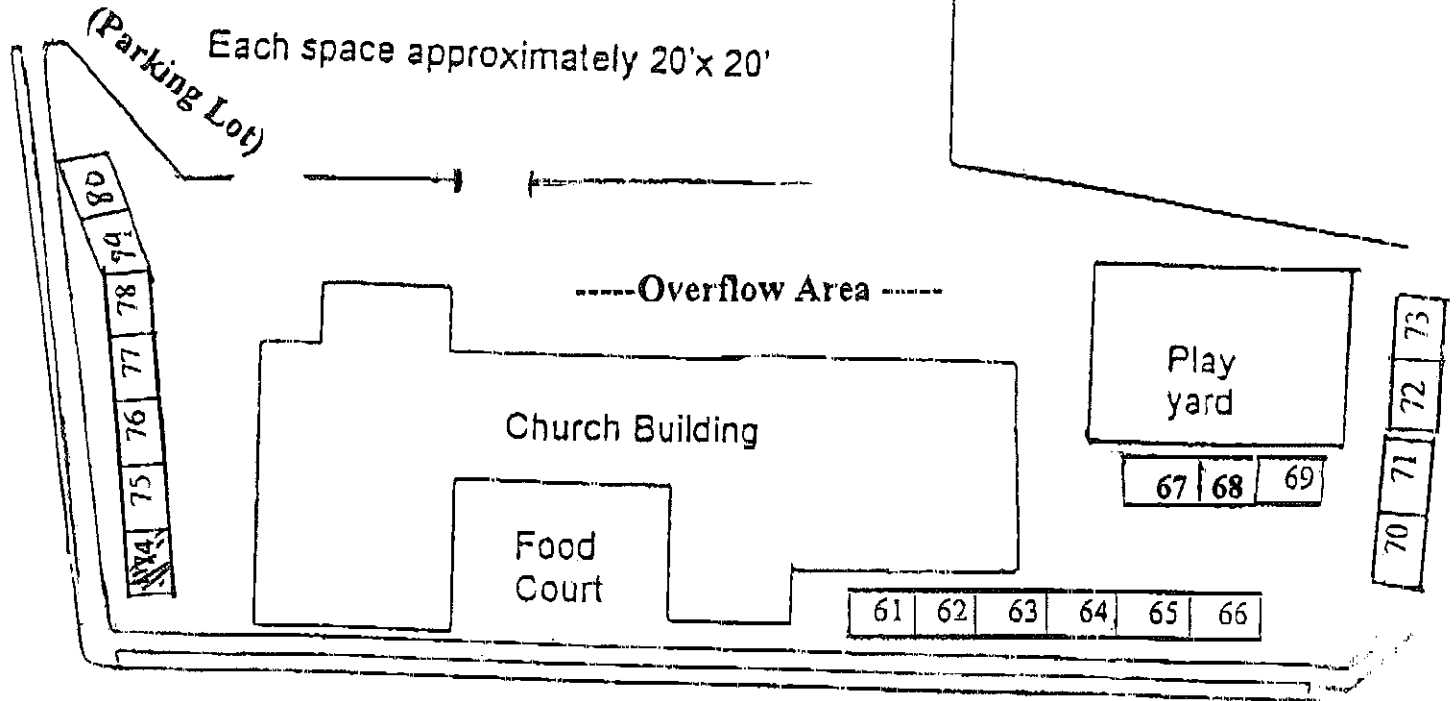 (Parking Lot)
Each space approximately 20'x 20'
80
79
78
77
76
75
74
-----Overflow Area -----
Church Building
Food
Court
Play
yard
67 68 69
61 62 63 64 65 66
73
72
71
70